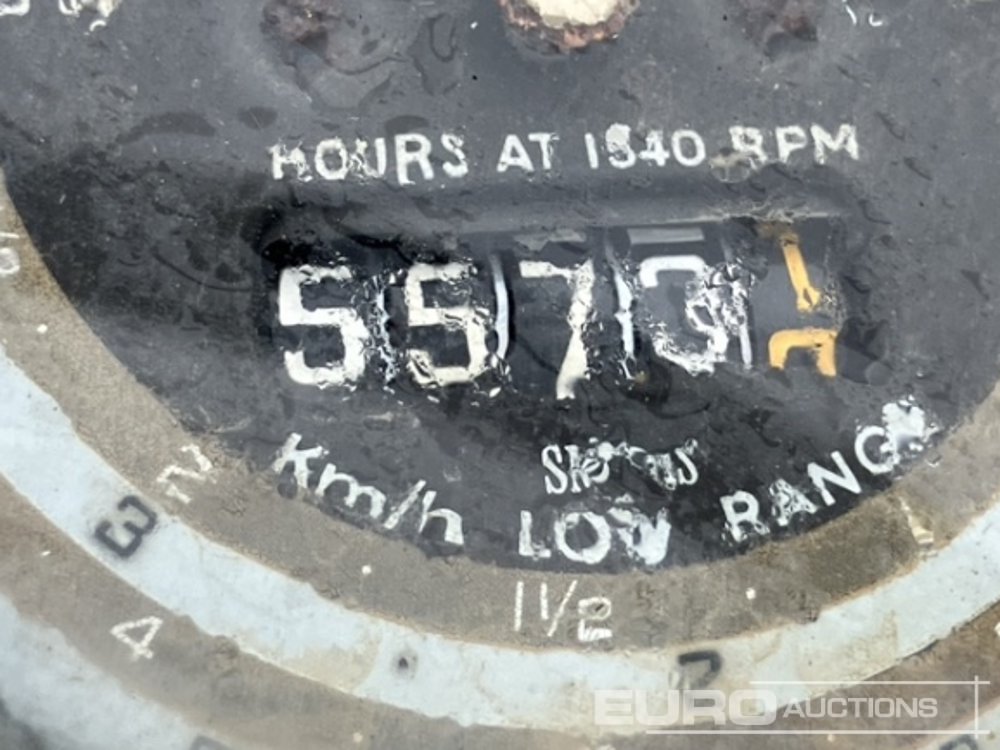 HOURS AT 1540 RPM
5573
Km/h LOW RANGE
2
3
4
11/2
EURO AUCTIONS